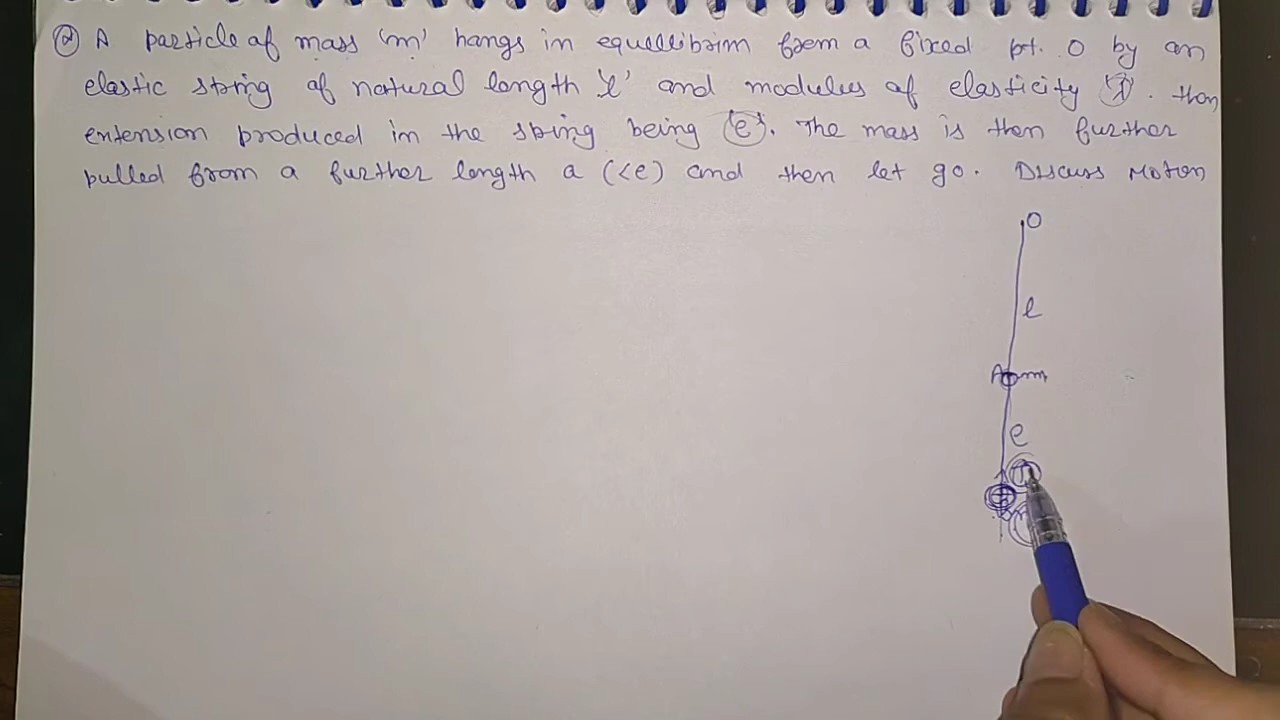 ② A particle of mass 'm' hangs in equillibrim from a fixed pt. O by an
elastic string of natural length 'l' and modules of elasticity 'λ'. then
extension produced in the string being 'e'. The mass is then further
pulled from a further length a (<e) and then let go. Discuss Motion
O
l
A m
e
T